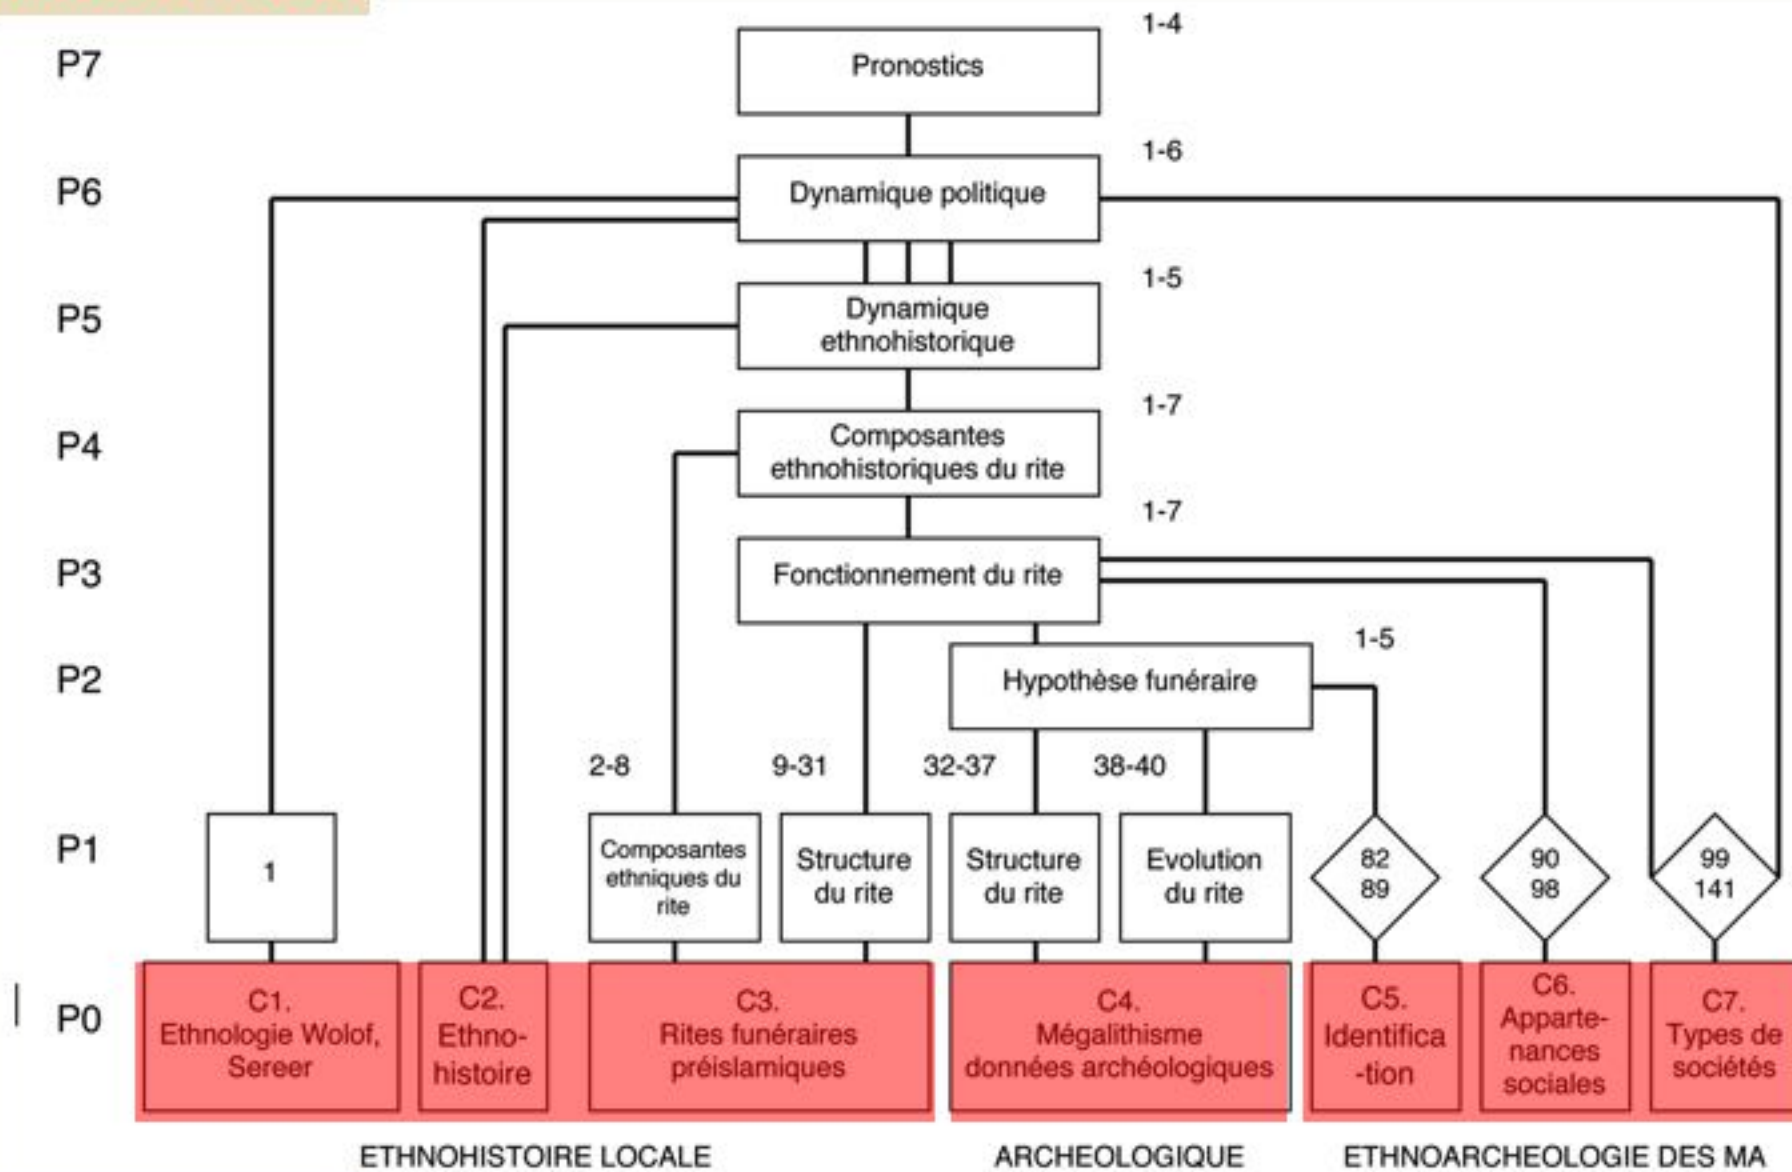 1-4
P7
Pronostics
1-6
P6
Dynamique politique
1-5
P5
Dynamique
ethnohistorique
1-7
P4
Composantes
ethnohistoriques du rite
1-7
P3
Fonctionnement du rite
1-5
P2
Hypothèse funéraire
2-8
9-31
32-37
38-40
P1
1
Composantes
ethniques du
rite
Structure
du rite
Structure
du rite
Evolution
du rite
82
89
90
98
99
141
P0
C1.
Ethnologie Wolof,
Sereer
C2.
Ethno-
histoire
C3.
Rites funéraires
préislamiques
C4.
Mégalithisme
données archéologiques
C5.
Identifica
-tion
C6.
Apparte-
nances
sociales
C7.
Types de
sociétés
ETHNOHISTOIRE LOCALE
ARCHEOLOGIQUE
ETHNOARCHEOLOGIE DES MA